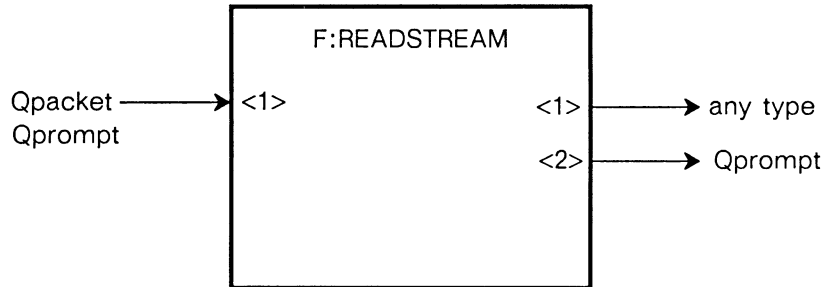 F:READSTREAM
Qpacket <1> <1> any type
Qprompt
<2> Qprompt